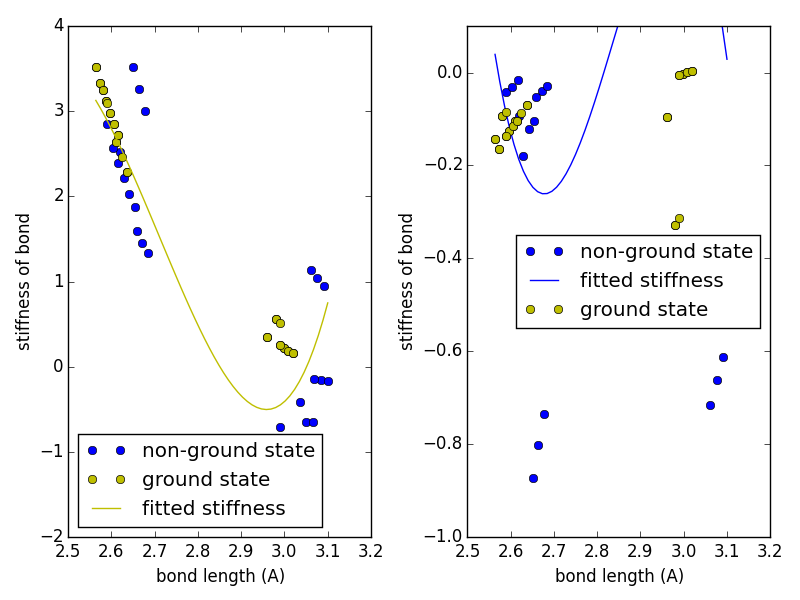 4
3
2
1
0
−1
−2
stiffness of bond
non-ground state
ground state
fitted stiffness
2.5 2.6 2.7 2.8 2.9 3.0 3.1 3.2
bond length (A)
0.0
−0.2
−0.4
−0.6
−0.8
−1.0
stiffness of bond
non-ground state
fitted stiffness
ground state
2.5 2.6 2.7 2.8 2.9 3.0 3.1 3.2
bond length (A)